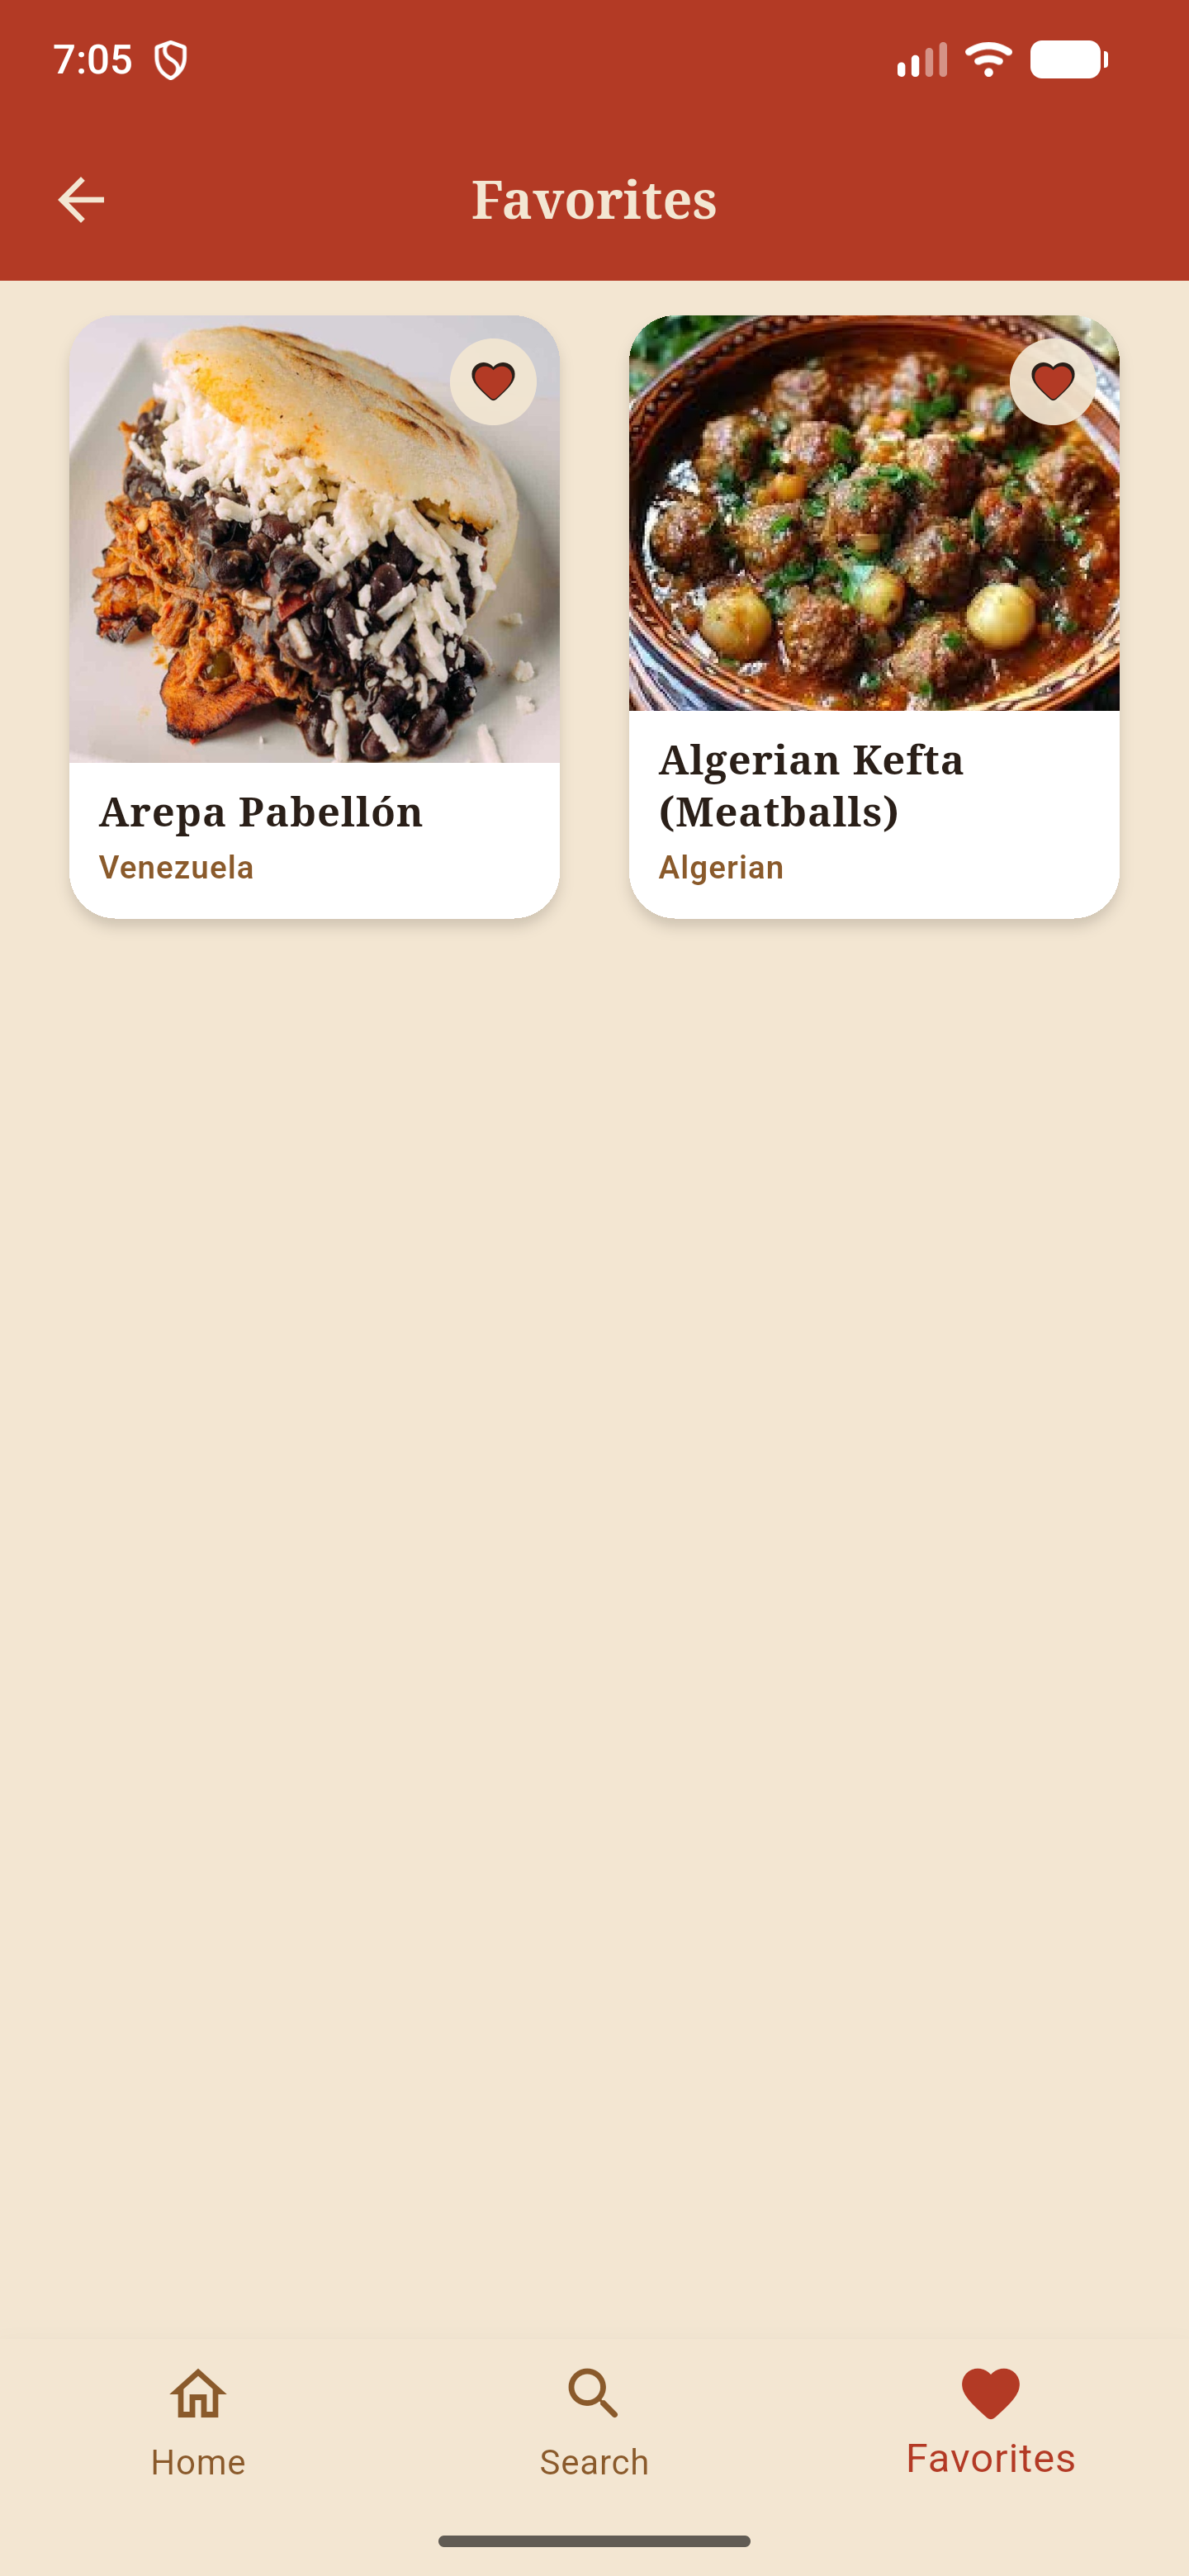 7:05
Favorites
Arepa Pabellón
Venezuela
Algerian Kefta
(Meatballs)
Algerian
Home
Search
Favorites